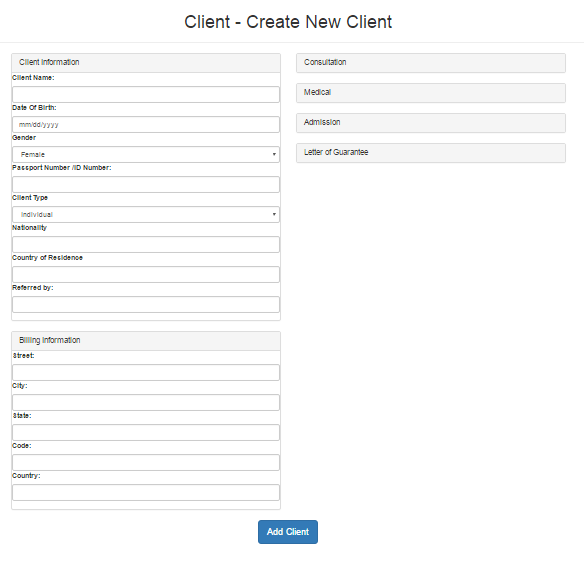 Client - Create New Client
Client Information
Client Name:
Date Of Birth:
mm/dd/yyyy
Gender
Female
Passport Number /ID Number:
Client Type
Individual
Nationality
Country of Residence
Referred by:
Billing Information
Street:
City:
State:
Code:
Country:
Consultation
Medical
Admission
Letter of Guarantee
Add Client